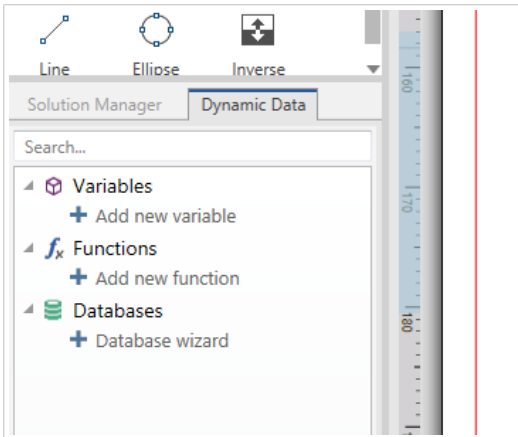 Line Ellipse Inverse
Solution Manager Dynamic Data
Search...
Variables
Add new variable
fx Functions
Add new function
Databases
Database wizard
160
170
180